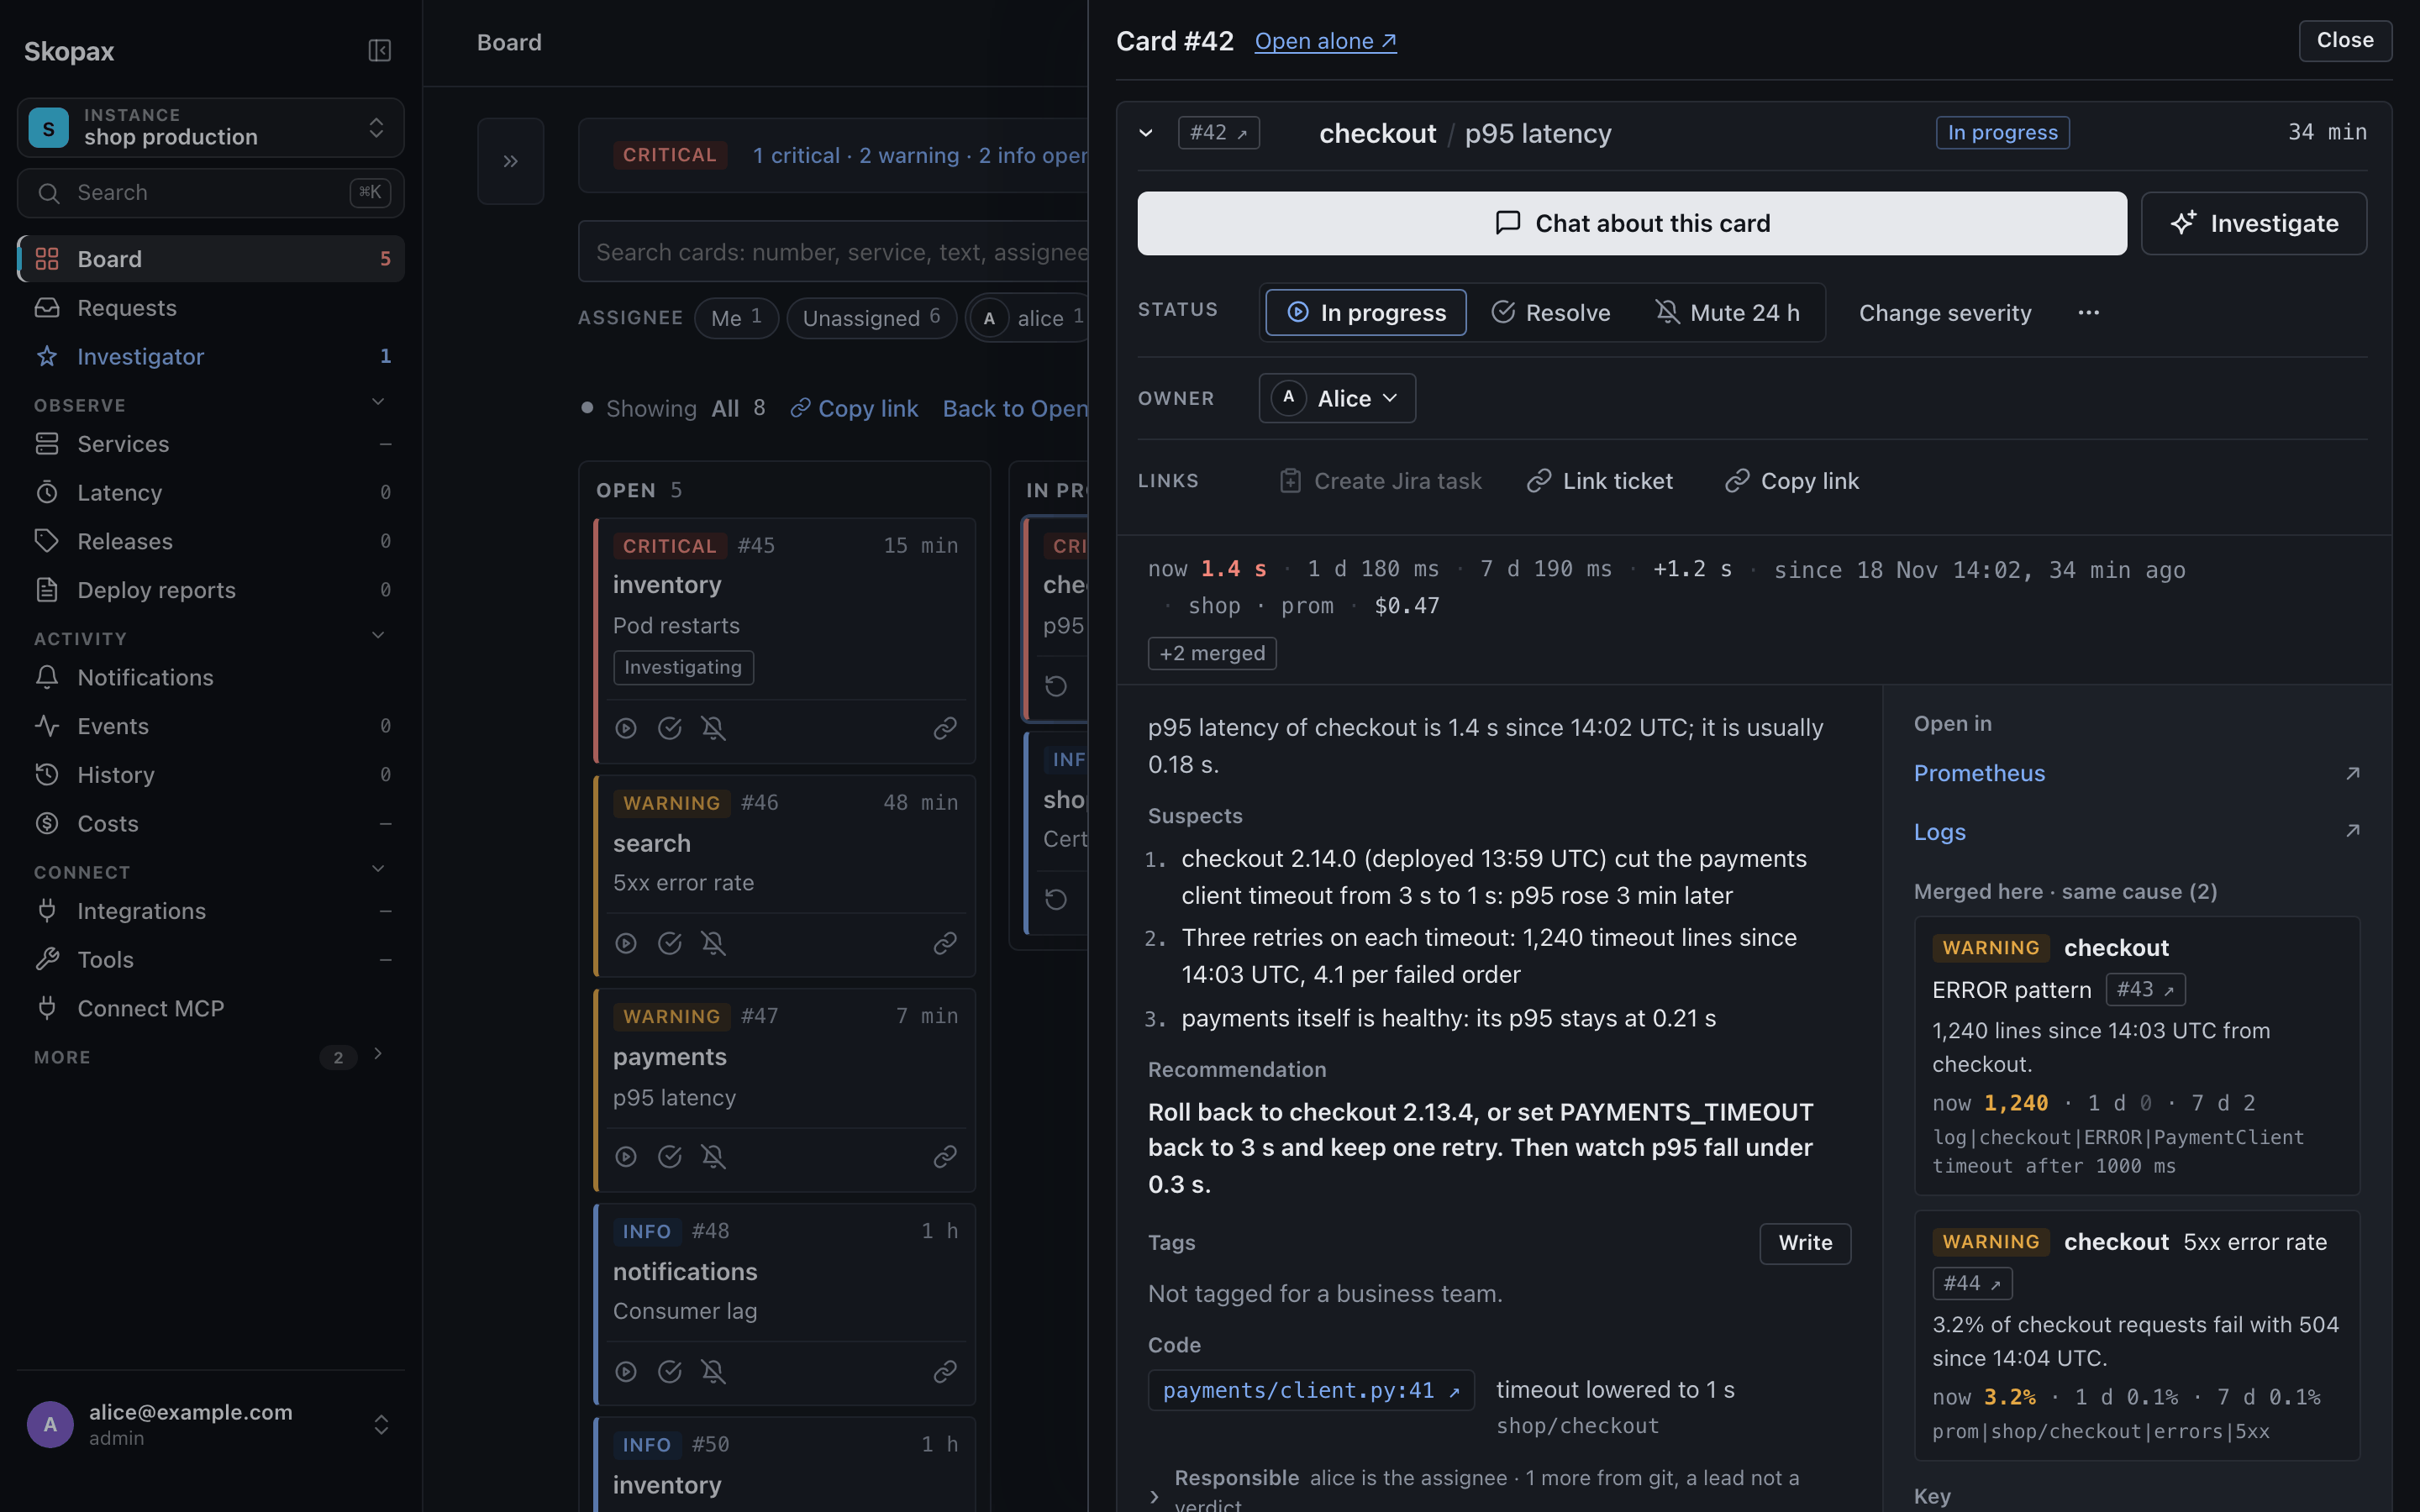 Skopax
S
INSTANCE
shop production
Search
⌘K
Board
5
Requests
Investigator
1
OBSERVE
Services
–
Latency
0
Releases
0
Deploy reports
0
ACTIVITY
Notifications
Events
0
History
0
Costs
–
CONNECT
Integrations
–
Tools
–
Connect MCP
MORE
2
A
alice@example.com
admin
Board
CRITICAL
1 critical · 2 warning · 2 info open
Search cards: number, service, text, assignee
ASSIGNEE
Me 1
Unassigned 6
A alice 1
Showing All 8
Copy link
Back to Open
OPEN 5
CRITICAL #45 15 min
inventory
Pod restarts
Investigating
WARNING #46 48 min
search
5xx error rate
WARNING #47 7 min
payments
p95 latency
INFO #48 1 h
notifications
Consumer lag
INFO #50 1 h
inventory
IN PR
CRI
che
p95
INF
sho
Cert
Card #42
Open alone ↗
Close
#42 ↗
checkout / p95 latency
In progress
34 min
Chat about this card
Investigate
STATUS
In progress
Resolve
Mute 24 h
Change severity
···
OWNER
A Alice
LINKS
Create Jira task
Link ticket
Copy link
now 1.4 s · 1 d 180 ms · 7 d 190 ms · +1.2 s · since 18 Nov 14:02, 34 min ago
· shop · prom · $0.47
+2 merged
p95 latency of checkout is 1.4 s since 14:02 UTC; it is usually
0.18 s.
Suspects
1. checkout 2.14.0 (deployed 13:59 UTC) cut the payments
client timeout from 3 s to 1 s: p95 rose 3 min later
2. Three retries on each timeout: 1,240 timeout lines since
14:03 UTC, 4.1 per failed order
3. payments itself is healthy: its p95 stays at 0.21 s
Recommendation
Roll back to checkout 2.13.4, or set PAYMENTS_TIMEOUT
back to 3 s and keep one retry. Then watch p95 fall under
0.3 s.
Tags
Write
Not tagged for a business team.
Code
payments/client.py:41 ↗
timeout lowered to 1 s
shop/checkout
Responsible alice is the assignee · 1 more from git, a lead not a
verdict
Open in
Prometheus ↗
Logs ↗
Merged here · same cause (2)
WARNING checkout
ERROR pattern #43 ↗
1,240 lines since 14:03 UTC from
checkout.
now 1,240 · 1 d 0 · 7 d 2
log|checkout|ERROR|PaymentClient
timeout after 1000 ms
WARNING checkout 5xx error rate
#44 ↗
3.2% of checkout requests fail with 504
since 14:04 UTC.
now 3.2% · 1 d 0.1% · 7 d 0.1%
prom|shop/checkout|errors|5xx
Key